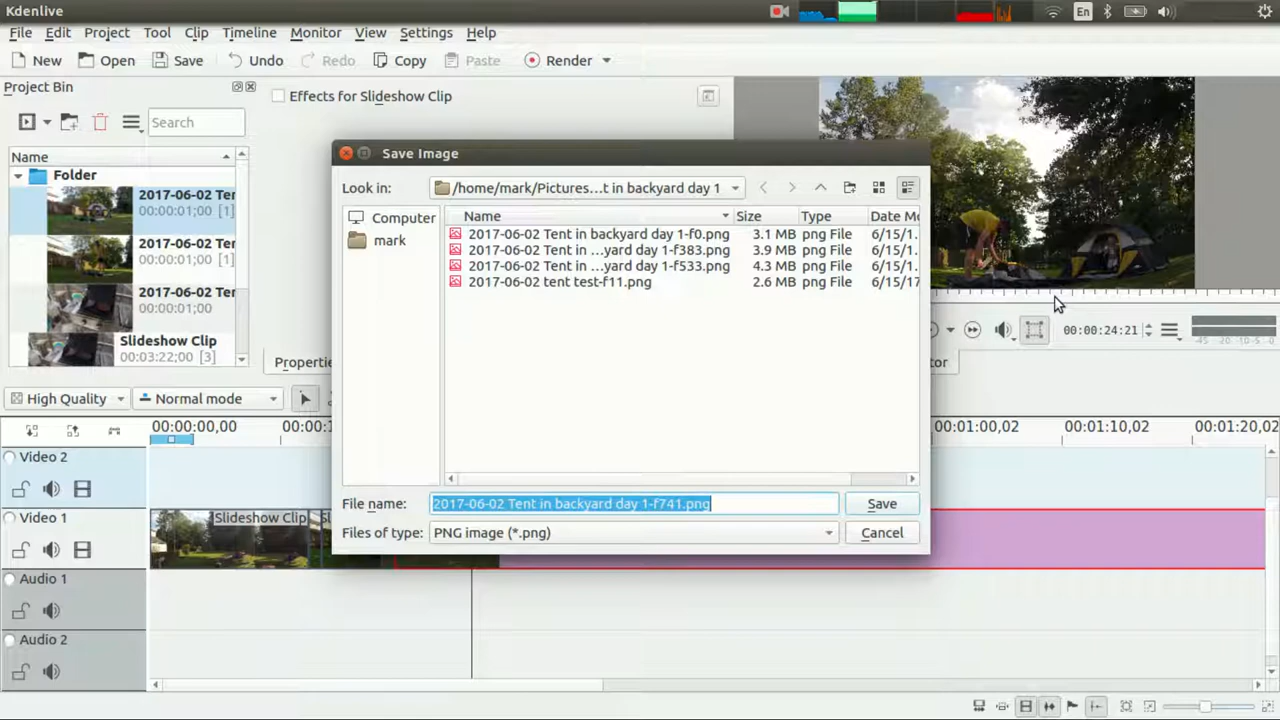 Kdenlive
En
File Edit Project Tool Clip Timeline Monitor View Settings Help
New Open Save Undo Redo Copy Paste Render
Project Bin
Effects for Slideshow Clip
Search
Name
Folder
2017-06-02 Ter
00:00:01;00 [1]
2017-06-02 Ter
00:00:01;00 [1]
2017-06-02 Ter
00:00:01;00
Slideshow Clip
00:03:22;00 [3]
Save Image
Look in: /home/mark/Pictures...t in backyard day 1
Computer
mark
Name Size Type Date Mo
2017-06-02 Tent in backyard day 1-f0.png 3.1 MB png File 6/15/1.
2017-06-02 Tent in ...yard day 1-f383.png 3.9 MB png File 6/15/1.
2017-06-02 Tent in ...yard day 1-f533.png 4.3 MB png File 6/15/1.
2017-06-02 tent test-f11.png 2.6 MB png File 6/15/17
File name: 2017-06-02 Tent in backyard day 1-f741.png Save
Files of type: PNG image (*.png) Cancel
00:00:24:21
-45 -20 -10 -5 0
Properti
tor
High Quality Normal mode
00:00:00,00 00:00:1 00:01:00,02 00:01:10,02 00:01:20,02
Video 2
Video 1
Slideshow Clip
Audio 1
Audio 2